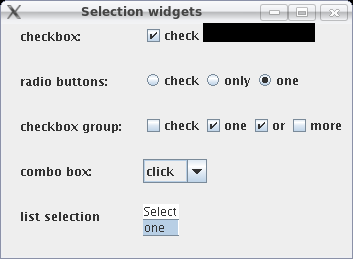 Selection widgets
checkbox: check
radio buttons: check only one
checkbox group: check one or more
combo box: click
list selection Select
one